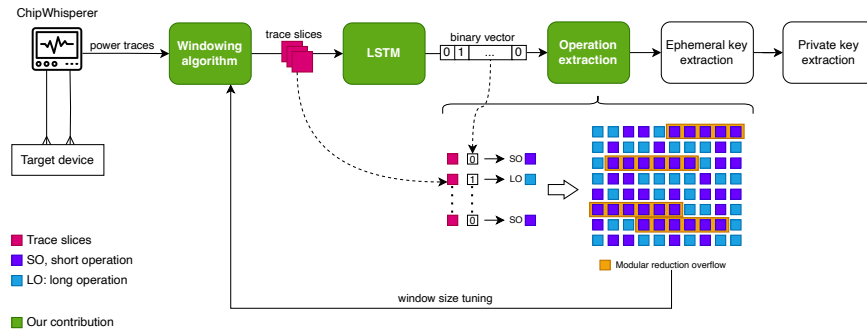 ChipWhisperer
power traces
Windowing
algorithm
trace slices
LSTM
binary vector
0 1 ... 0
Operation
extraction
Ephemeral key
extraction
Private key
extraction
Target device
0 SO
1 LO
0 SO
Trace slices
SO, short operation
LO: long operation
Our contribution
Modular reduction overflow
window size tuning